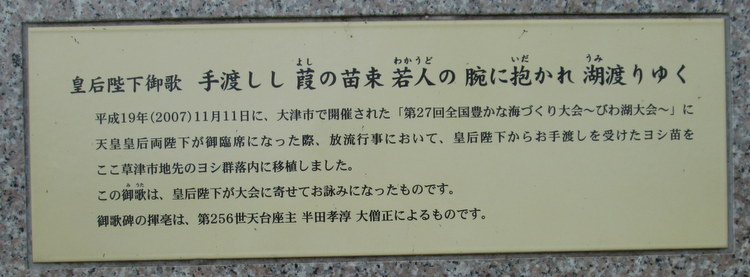 皇后陛下御歌 手渡しし 葭の苗束 若人の 腕に抱かれ 湖渡りゆく
平成19年(2007)11月11日に、大津市で開催された「第27回全国豊かな海づくり大会~びわ湖大会~」に
天皇皇后両陛下が御臨席になった際、放流行事において、皇后陛下からお手渡しを受けたヨシ苗を
ここ草津市地先のヨシ群落内に移植しました。
この御歌は、皇后陛下が大会に寄せてお詠みになったものです。
御歌碑の揮毫は、第256世天台座主 半田孝淳 大僧正によるものです。